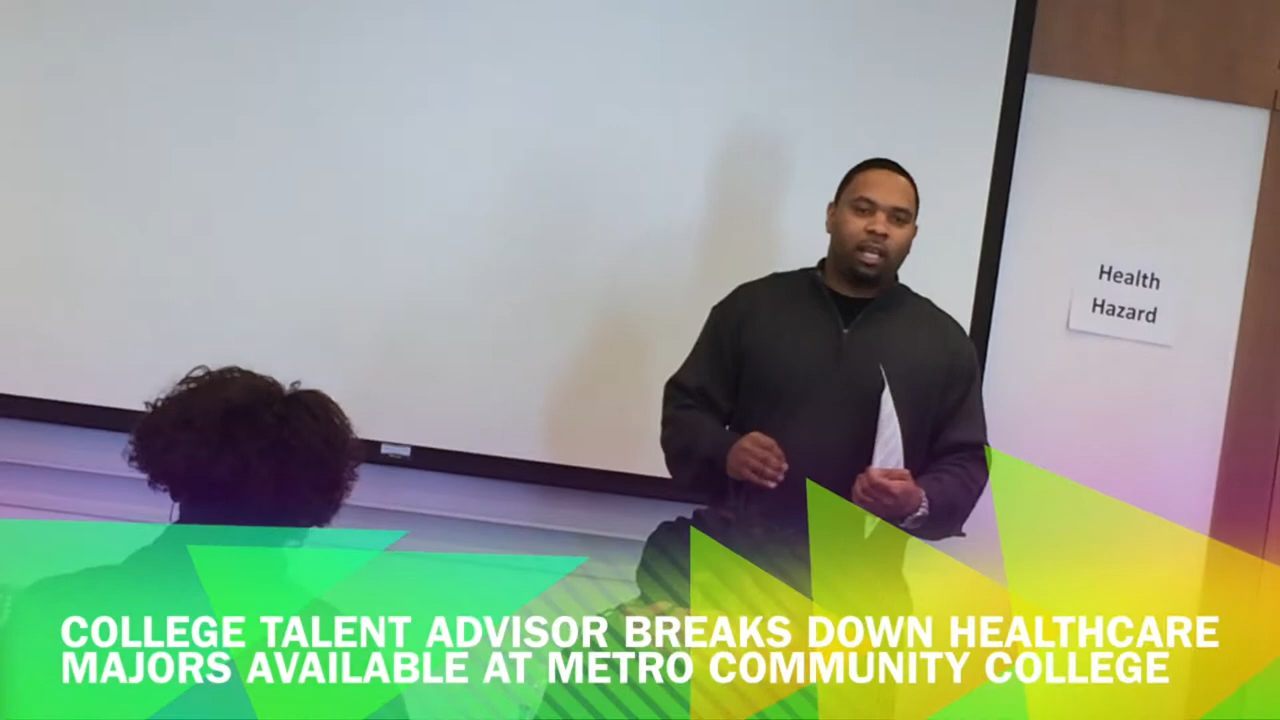 Health
Hazard
COLLEGE TALENT ADVISOR BREAKS DOWN HEALTHCARE
MAJORS AVAILABLE AT METRO COMMUNITY COLLEGE